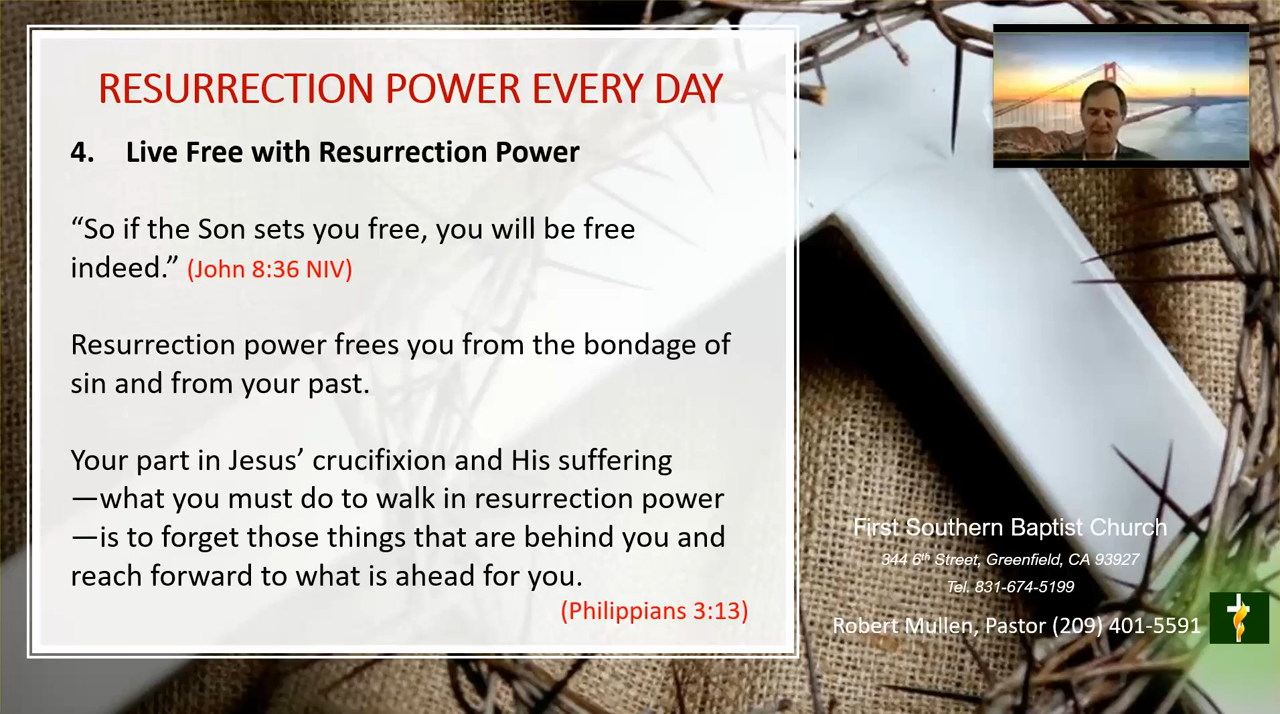 RESURRECTION POWER EVERY DAY
4. Live Free with Resurrection Power
“So if the Son sets you free, you will be free
indeed.” (John 8:36 NIV)
Resurrection power frees you from the bondage of
sin and from your past.
Your part in Jesus’ crucifixion and His suffering
—what you must do to walk in resurrection power
—is to forget those things that are behind you and
reach forward to what is ahead for you.
(Philippians 3:13)
First Southern Baptist Church
344 6th Street, Greenfield, CA 93927
Tel. 831-674-5199
Robert Mullen, Pastor (209) 401-5591